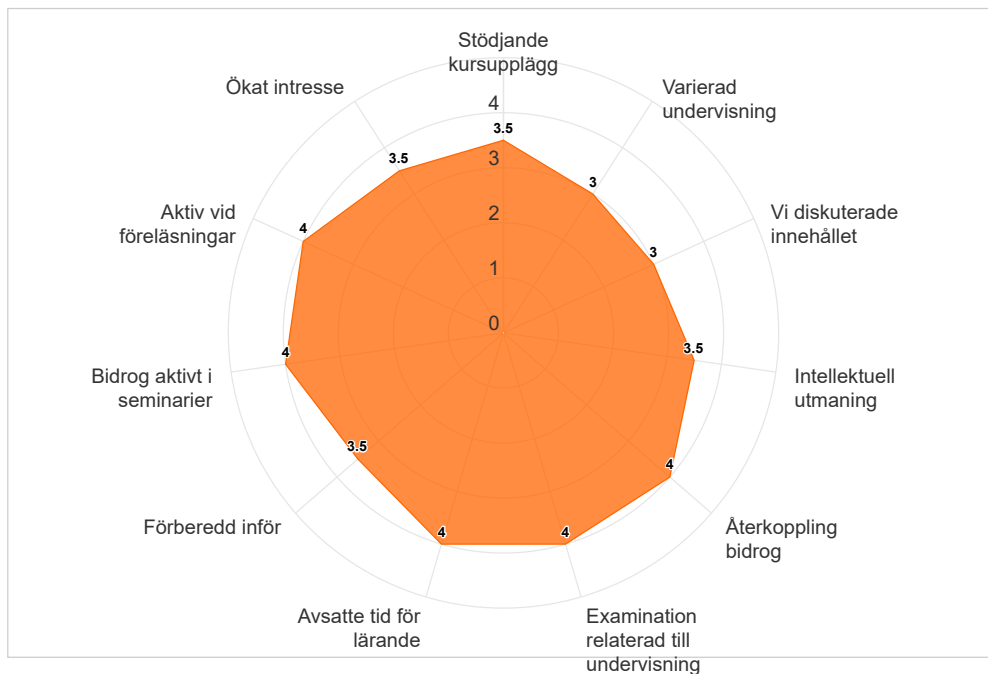 Stödjande
kursupplägg
Ökat intresse
Varierad
undervisning
4
3.5
3.5
3
3
Aktiv vid
föreläsningar
4
Vi diskuterade
innehållet
3
2
1
0
3.5
4
Bidrog aktivt i
seminarier
Intellektuell
utmaning
3.5
4
Förberedd inför
Återkoppling
bidrog
4
4
Avsatte tid för
lärande
Examination
relaterad till
undervisning